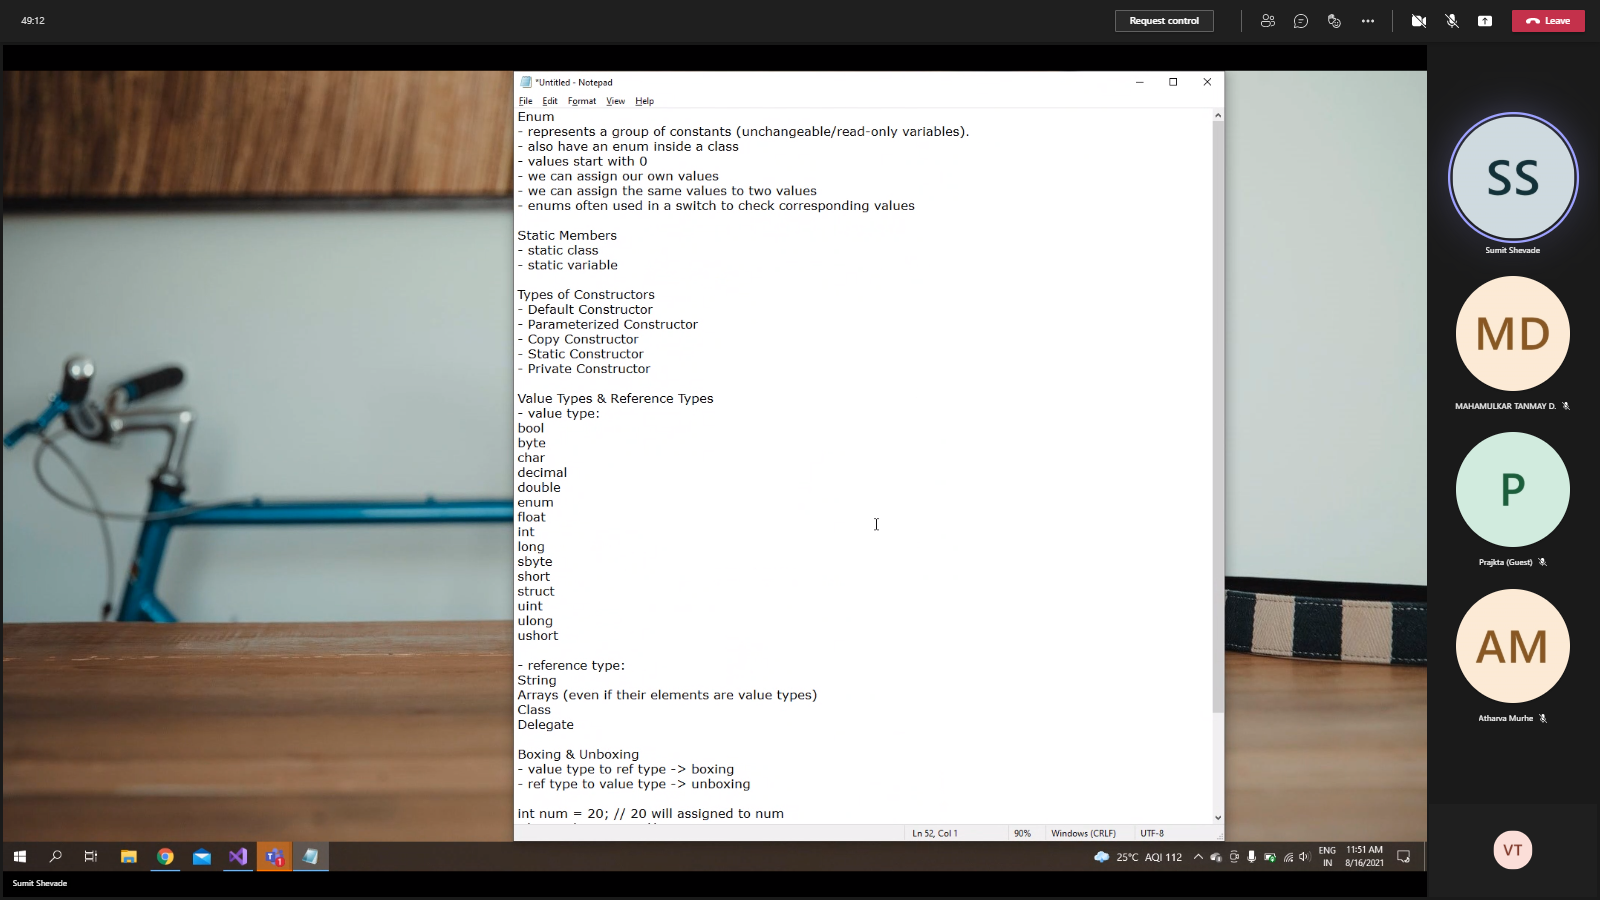 49:12
Request control
Leave
*Untitled - Notepad
File Edit Format View Help
Enum
- represents a group of constants (unchangeable/read-only variables).
- also have an enum inside a class
- values start with 0
- we can assign our own values
- we can assign the same values to two values
- enums often used in a switch to check corresponding values
Static Members
- static class
- static variable
Types of Constructors
- Default Constructor
- Parameterized Constructor
- Copy Constructor
- Static Constructor
- Private Constructor
Value Types & Reference Types
- value type:
bool
byte
char
decimal
double
enum
float
int
long
sbyte
short
struct
uint
ulong
ushort
- reference type:
String
Arrays (even if their elements are value types)
Class
Delegate
Boxing & Unboxing
- value type to ref type -> boxing
- ref type to value type -> unboxing
int num = 20; // 20 will assigned to num
Ln 52, Col 1 90% Windows (CRLF) UTF-8
25°C AQI 112 ENG IN 11:51 AM 8/16/2021
Sumit Shevade
SS
Sumit Shevade
MD
MAHAMULKAR TANMAY D.
P
Prajkta (Guest)
AM
Atharva Murhe
VT